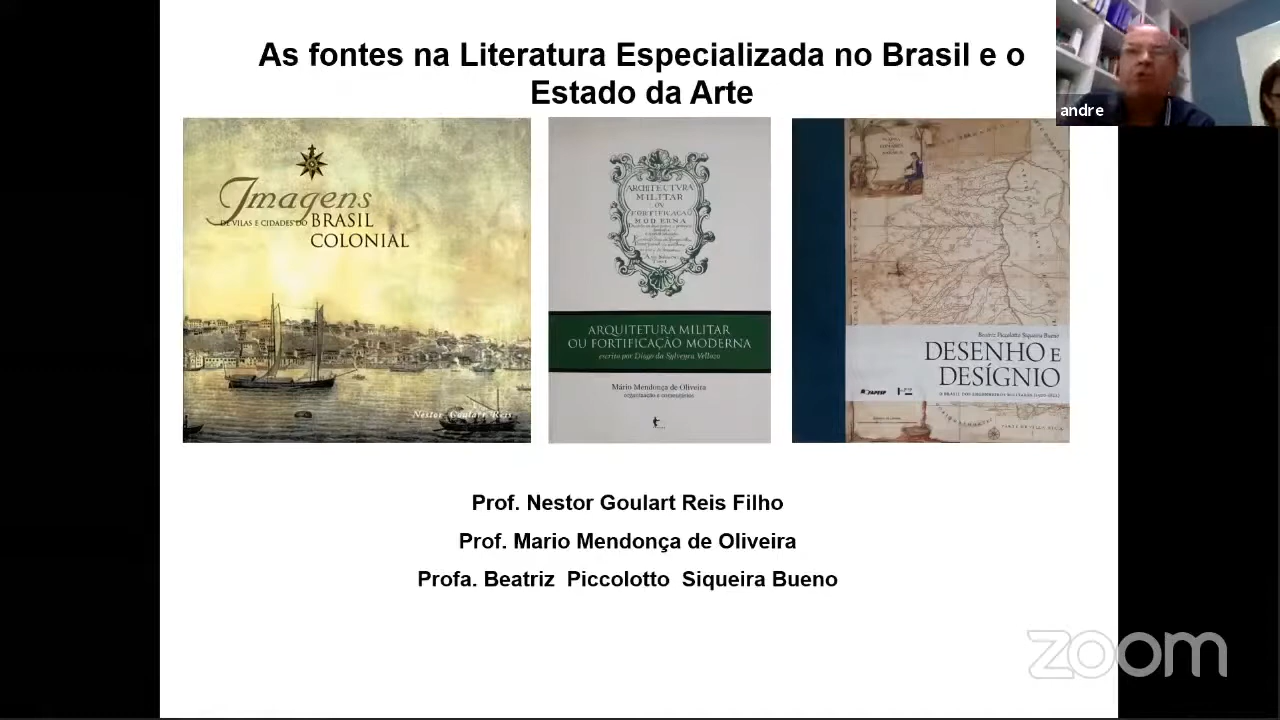 As fontes na Literatura Especializada no Brasil e o
Estado da Arte
andre
Imagens
DE VILAS E CIDADES DO BRASIL
COLONIAL
Nestor Goulart Reis
ARCHITECTVRA
MILITAR
OU
FORTIFICAÇÃO
MODERNA
ARQUITETURA MILITAR
OU FORTIFICAÇÃO MODERNA
escrito por Diogo da Sylveyra Vellozo
Mário Mendonça de Oliveira
organização e comentários
Beatriz Piccolotto Siqueira Bueno
DESENHO E
DESÍGNIO
FAPESP
Prof. Nestor Goulart Reis Filho
Prof. Mario Mendonça de Oliveira
Profa. Beatriz Piccolotto Siqueira Bueno
zoom